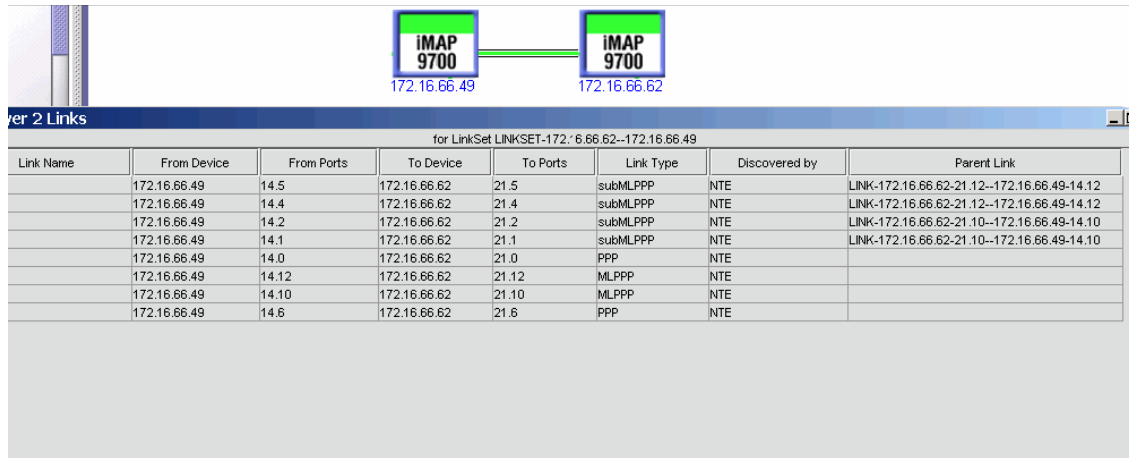 iMAP iMAP
9700 9700
172.16.66.49 172.16.66.62
yer 2 Links
for LinkSet LINKSET-172.16.66.62--172.16.66.49
Link Name From Device From Ports To Device To Ports Link Type Discovered by Parent Link
172.16.66.49 14.5 172.16.66.62 21.5 subMLPPP NTE LINK-172.16.66.62-21.12--172.16.66.49-14.12
172.16.66.49 14.4 172.16.66.62 21.4 subMLPPP NTE LINK-172.16.66.62-21.12--172.16.66.49-14.12
172.16.66.49 14.2 172.16.66.62 21.2 subMLPPP NTE LINK-172.16.66.62-21.10--172.16.66.49-14.10
172.16.66.49 14.1 172.16.66.62 21.1 subMLPPP NTE LINK-172.16.66.62-21.10--172.16.66.49-14.10
172.16.66.49 14.0 172.16.66.62 21.0 PPP NTE
172.16.66.49 14.12 172.16.66.62 21.12 MLPPP NTE
172.16.66.49 14.10 172.16.66.62 21.10 MLPPP NTE
172.16.66.49 14.6 172.16.66.62 21.6 PPP NTE